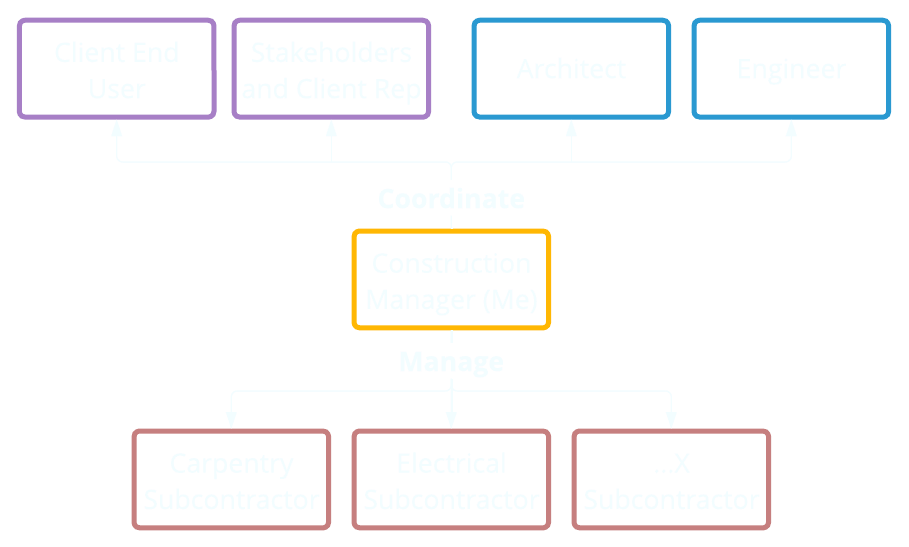 Client End
User
Stakeholders
and Client Rep
Architect
Engineer
Coordinate
Construction
Manager (Me)
Manage
Carpentry
Subcontractor
Electrical
Subcontractor
...X
Subcontractor